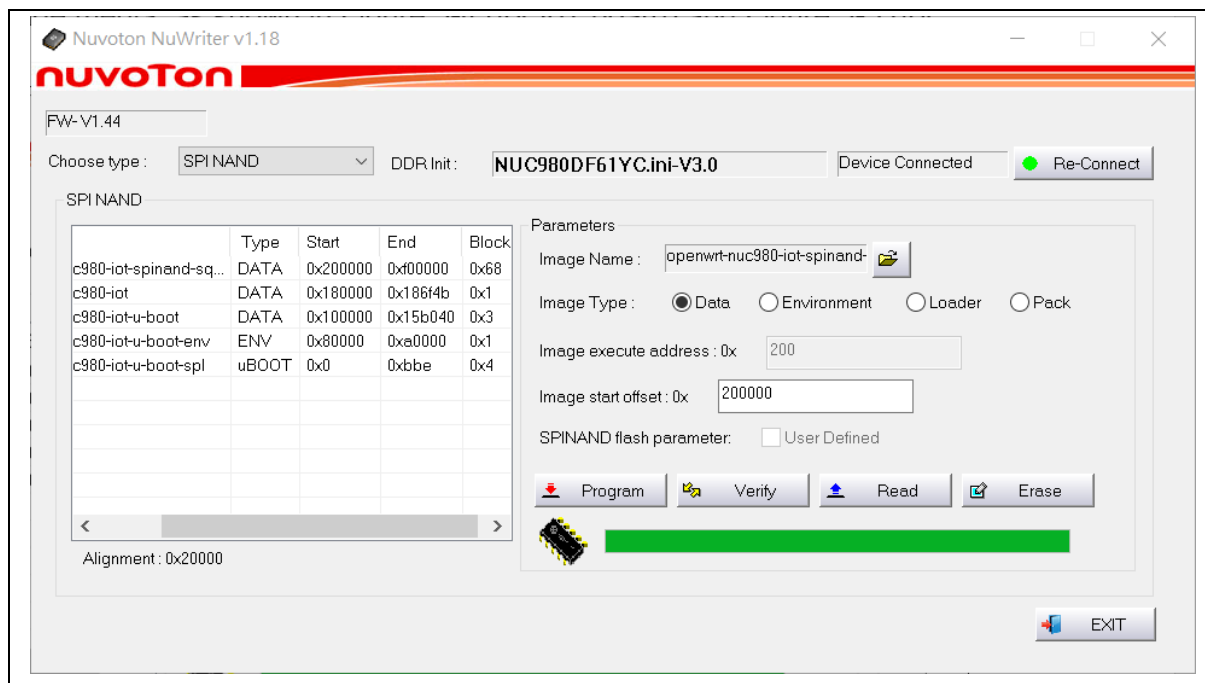 Nuvoton NuWriter v1.18
nuvoTon
FW- V1.44
Choose type : SPI NAND DDR Init : NUC980DF61YC.ini-V3.0 Device Connected Re-Connect
SPI NAND
Type Start End Block
c980-iot-spinand-sq... DATA 0x200000 0xf00000 0x68
c980-iot DATA 0x180000 0x186f4b 0x1
c980-iot-u-boot DATA 0x100000 0x15b040 0x3
c980-iot-u-boot-env ENV 0x80000 0xa0000 0x1
c980-iot-u-boot-spl uBOOT 0x0 0xbbe 0x4
Alignment : 0x20000
Parameters
Image Name : openwrt-nuc980-iot-spinand-
Image Type : Data Environment Loader Pack
Image execute address : 0x 200
Image start offset : 0x 200000
SPINAND flash parameter: User Defined
Program Verify Read Erase
EXIT